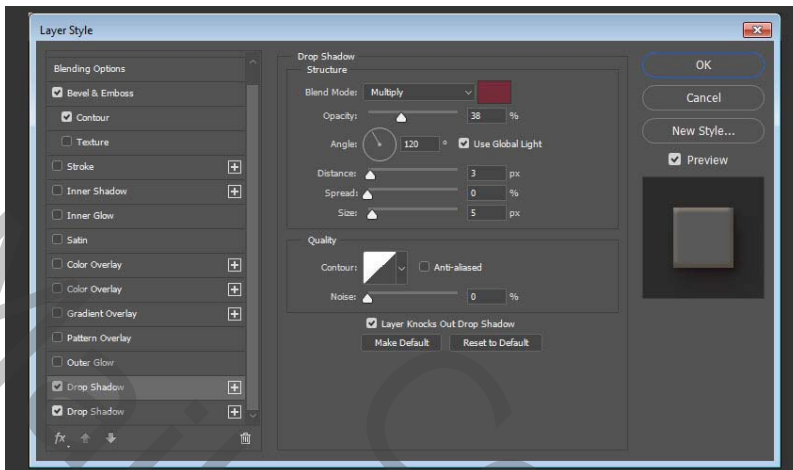 Layer Style
Blending Options
Bevel & Emboss
Contour
Texture
Stroke
Inner Shadow
Inner Glow
Satin
Color Overlay
Color Overlay
Gradient Overlay
Pattern Overlay
Outer Glow
Drop Shadow
Drop Shadow
fx
Drop Shadow
Structure
Blend Mode: Multiply
Opacity: 38 %
Angle: 120 ° Use Global Light
Distance: 3 px
Spread: 0 %
Size: 5 px
Quality
Contour: Anti-aliased
Noise: 0 %
Layer Knocks Out Drop Shadow
Make Default Reset to Default
OK
Cancel
New Style...
Preview